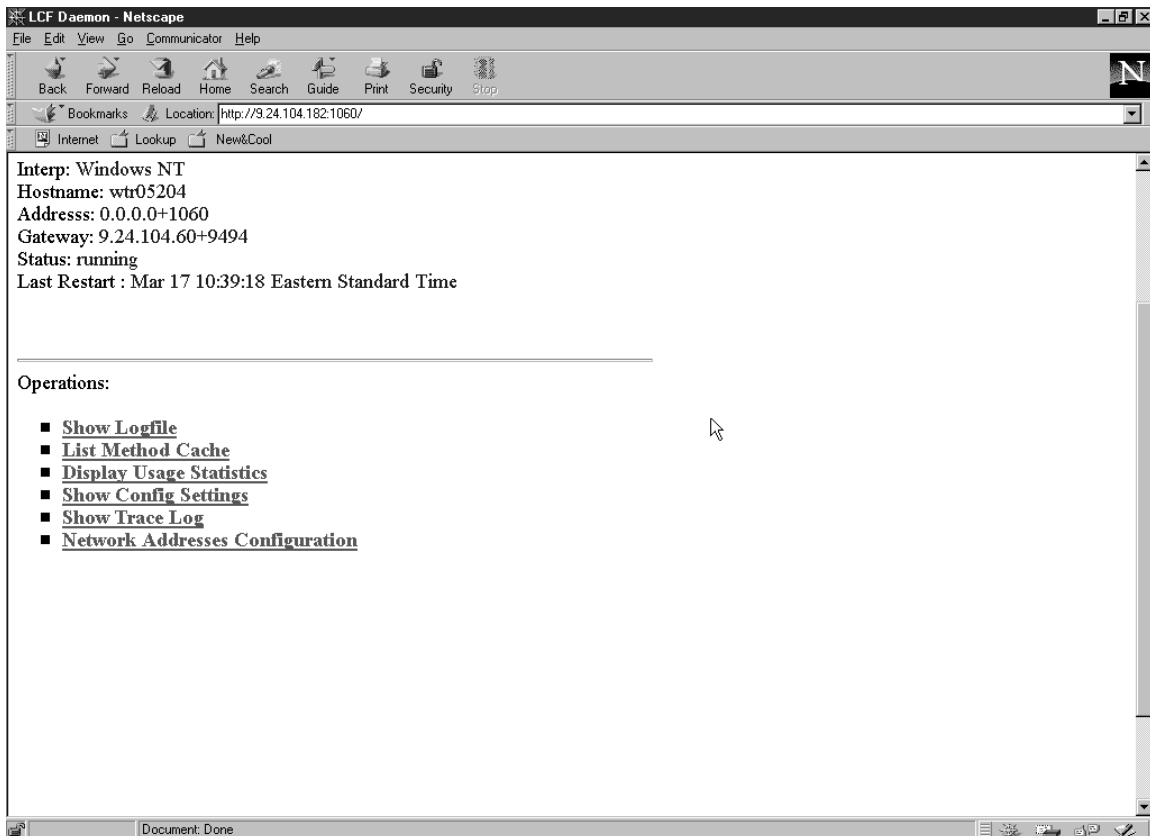 LCF Daemon - Netscape
File Edit View Go Communicator Help
Back Forward Reload Home Search Guide Print Security Stop
N
Bookmarks Location: http://9.24.104.182:1060/
Internet Lookup New&Cool
Interp: Windows NT
Hostname: wtr05204
Addresss: 0.0.0.0+1060
Gateway: 9.24.104.60+9494
Status: running
Last Restart : Mar 17 10:39:18 Eastern Standard Time
Operations:
Show Logfile
List Method Cache
Display Usage Statistics
Show Config Settings
Show Trace Log
Network Addresses Configuration
Document: Done